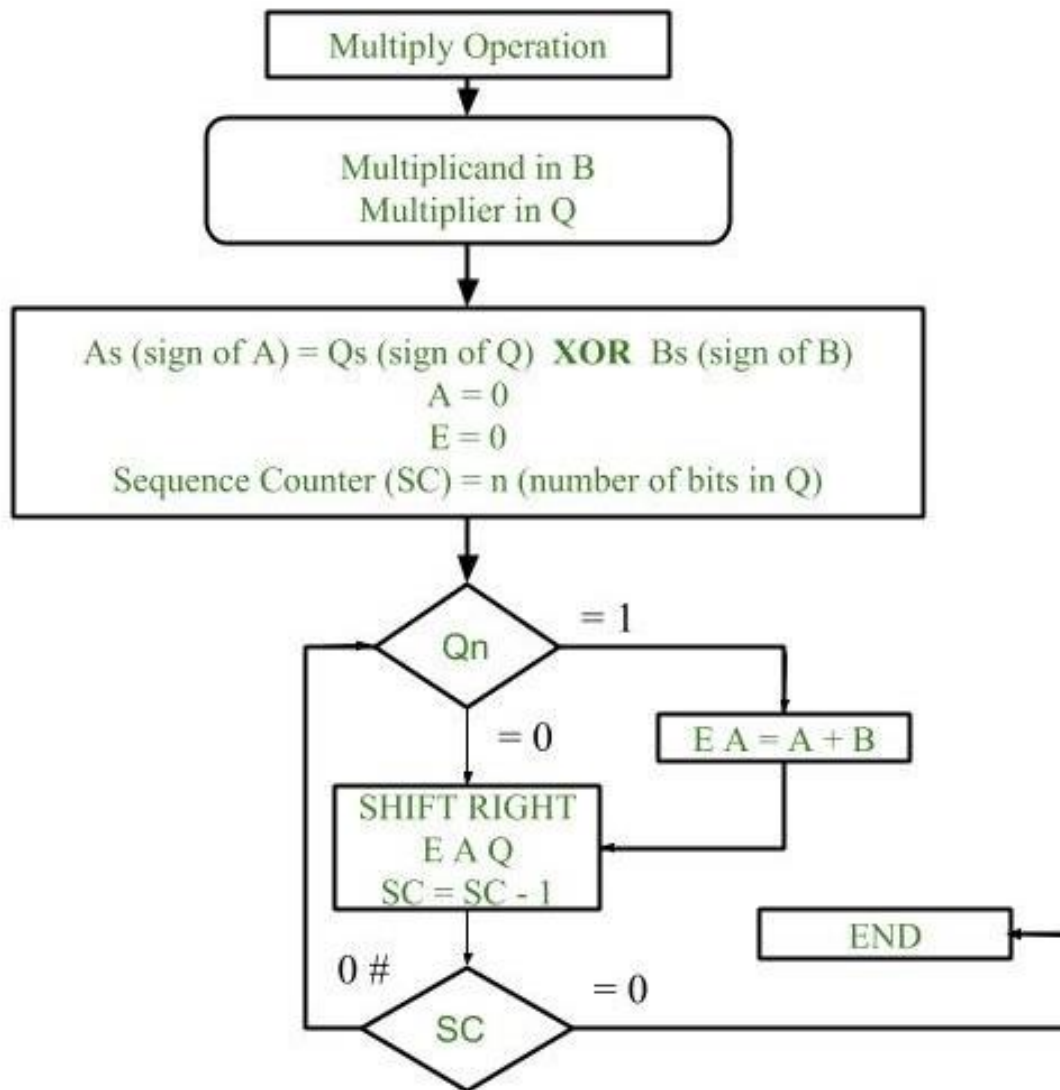 Multiply Operation
Multiplicand in B
Multiplier in Q
As (sign of A) = Qs (sign of Q) XOR Bs (sign of B)
A = 0
E = 0
Sequence Counter (SC) = n (number of bits in Q)
Qn
= 1
= 0
E A = A + B
SHIFT RIGHT
E A Q
SC = SC - 1
END
0 #
= 0
SC